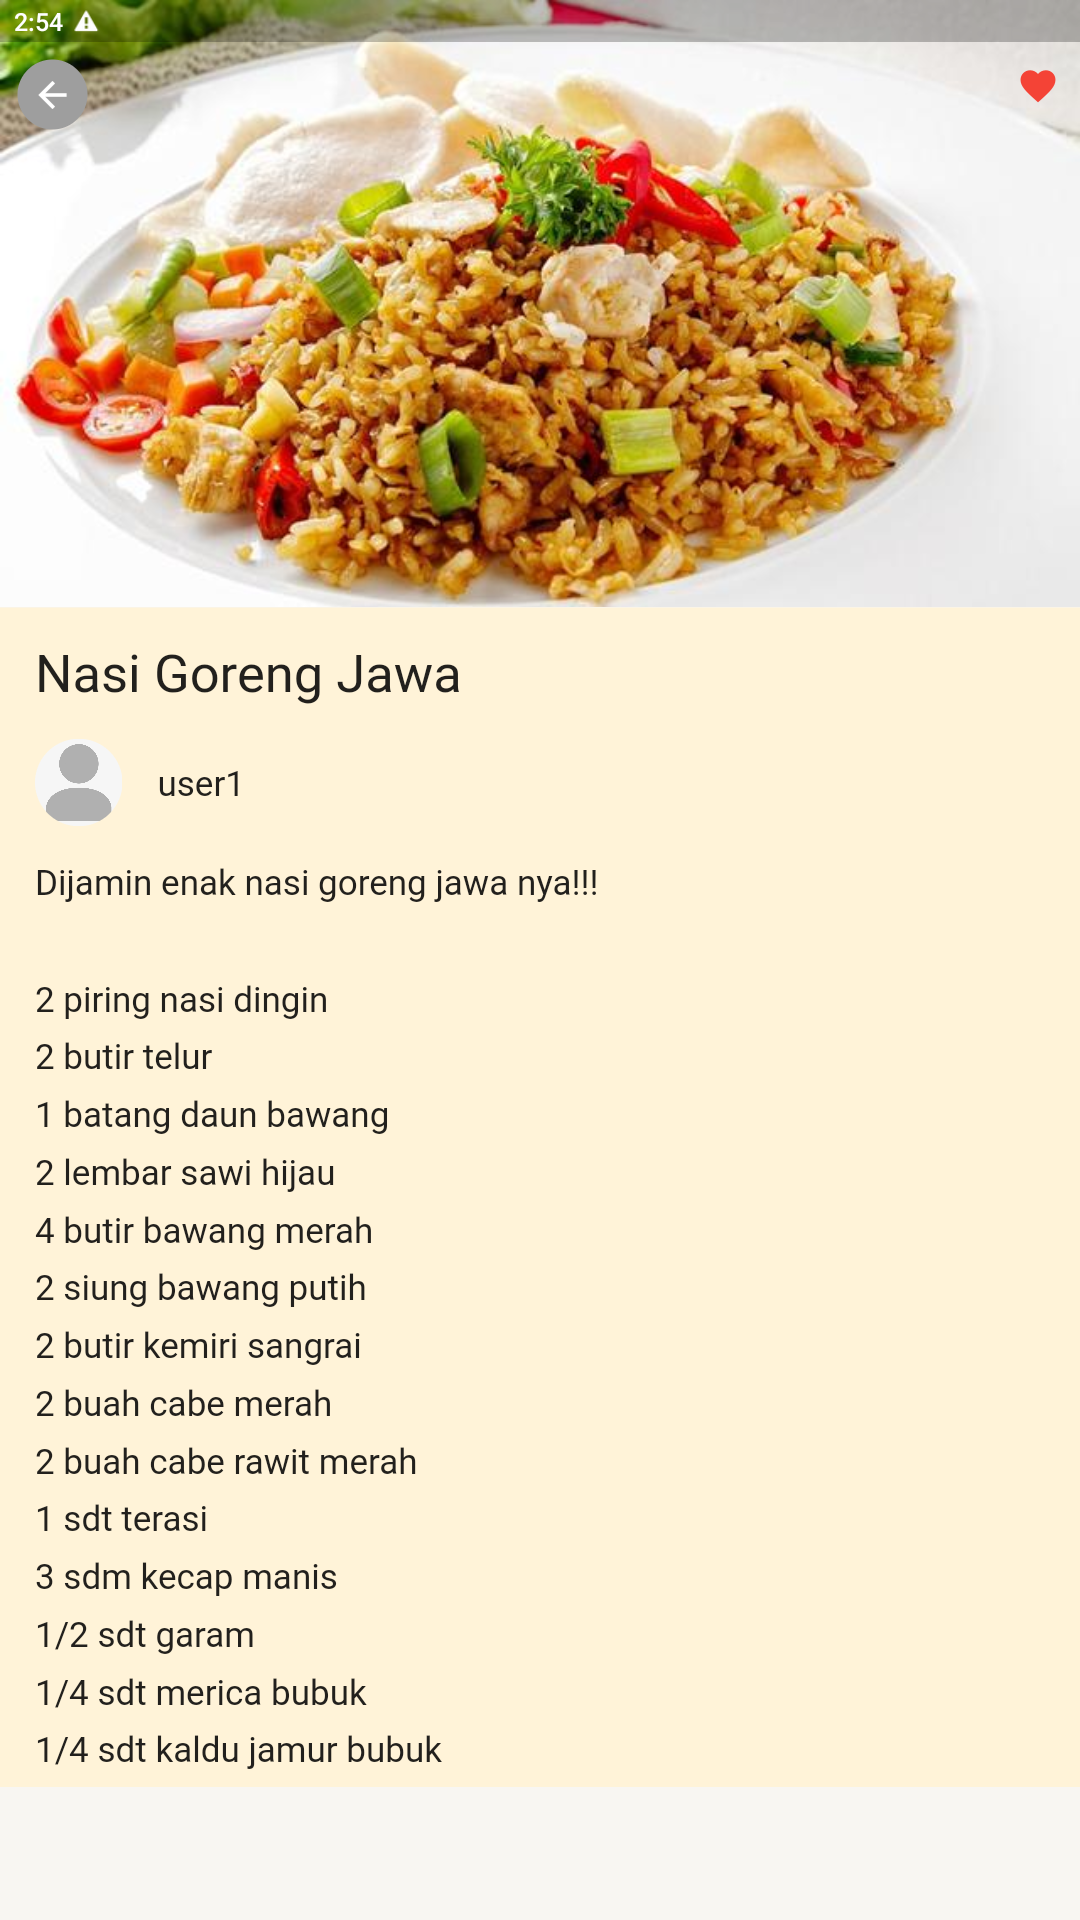 2:54
Nasi Goreng Jawa
user1
Dijamin enak nasi goreng jawa nya!!!
2 piring nasi dingin
2 butir telur
1 batang daun bawang
2 lembar sawi hijau
4 butir bawang merah
2 siung bawang putih
2 butir kemiri sangrai
2 buah cabe merah
2 buah cabe rawit merah
1 sdt terasi
3 sdm kecap manis
1/2 sdt garam
1/4 sdt merica bubuk
1/4 sdt kaldu jamur bubuk